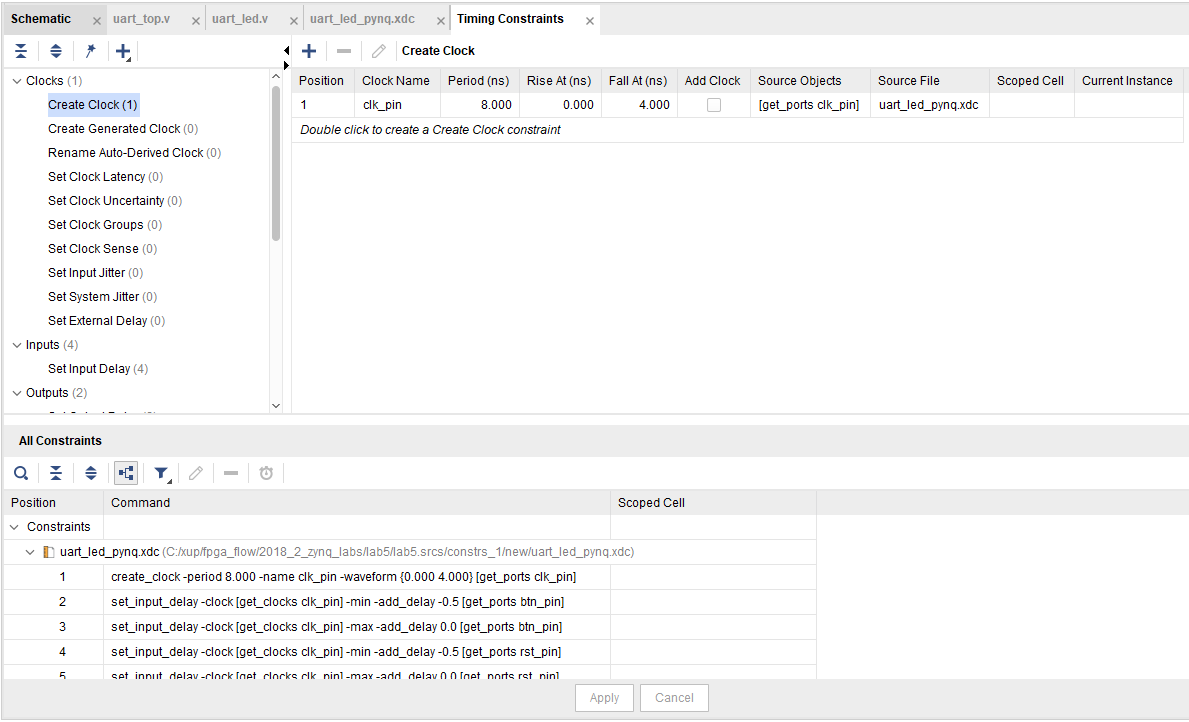 Schematic uart_top.v uart_led.v uart_led_pynq.xdc Timing Constraints
Create Clock
Clocks (1)
Create Clock (1)
Create Generated Clock (0)
Rename Auto-Derived Clock (0)
Set Clock Latency (0)
Set Clock Uncertainty (0)
Set Clock Groups (0)
Set Clock Sense (0)
Set Input Jitter (0)
Set System Jitter (0)
Set External Delay (0)
Inputs (4)
Set Input Delay (4)
Outputs (2)
Position Clock Name Period (ns) Rise At (ns) Fall At (ns) Add Clock Source Objects Source File Scoped Cell Current Instance
1 clk_pin 8.000 0.000 4.000 [get_ports clk_pin] uart_led_pynq.xdc
Double click to create a Create Clock constraint
All Constraints
Position Command Scoped Cell
Constraints
uart_led_pynq.xdc (C:/xup/fpga_flow/2018_2_zynq_labs/lab5/lab5.srcs/constrs_1/new/uart_led_pynq.xdc)
1 create_clock -period 8.000 -name clk_pin -waveform {0.000 4.000} [get_ports clk_pin]
2 set_input_delay -clock [get_clocks clk_pin] -min -add_delay -0.5 [get_ports btn_pin]
3 set_input_delay -clock [get_clocks clk_pin] -max -add_delay 0.0 [get_ports btn_pin]
4 set_input_delay -clock [get_clocks clk_pin] -min -add_delay -0.5 [get_ports rst_pin]
5 set_input_delay -clock [get_clocks clk_pin] -max -add_delay 0.0 [get_ports rst_pin]
Apply Cancel